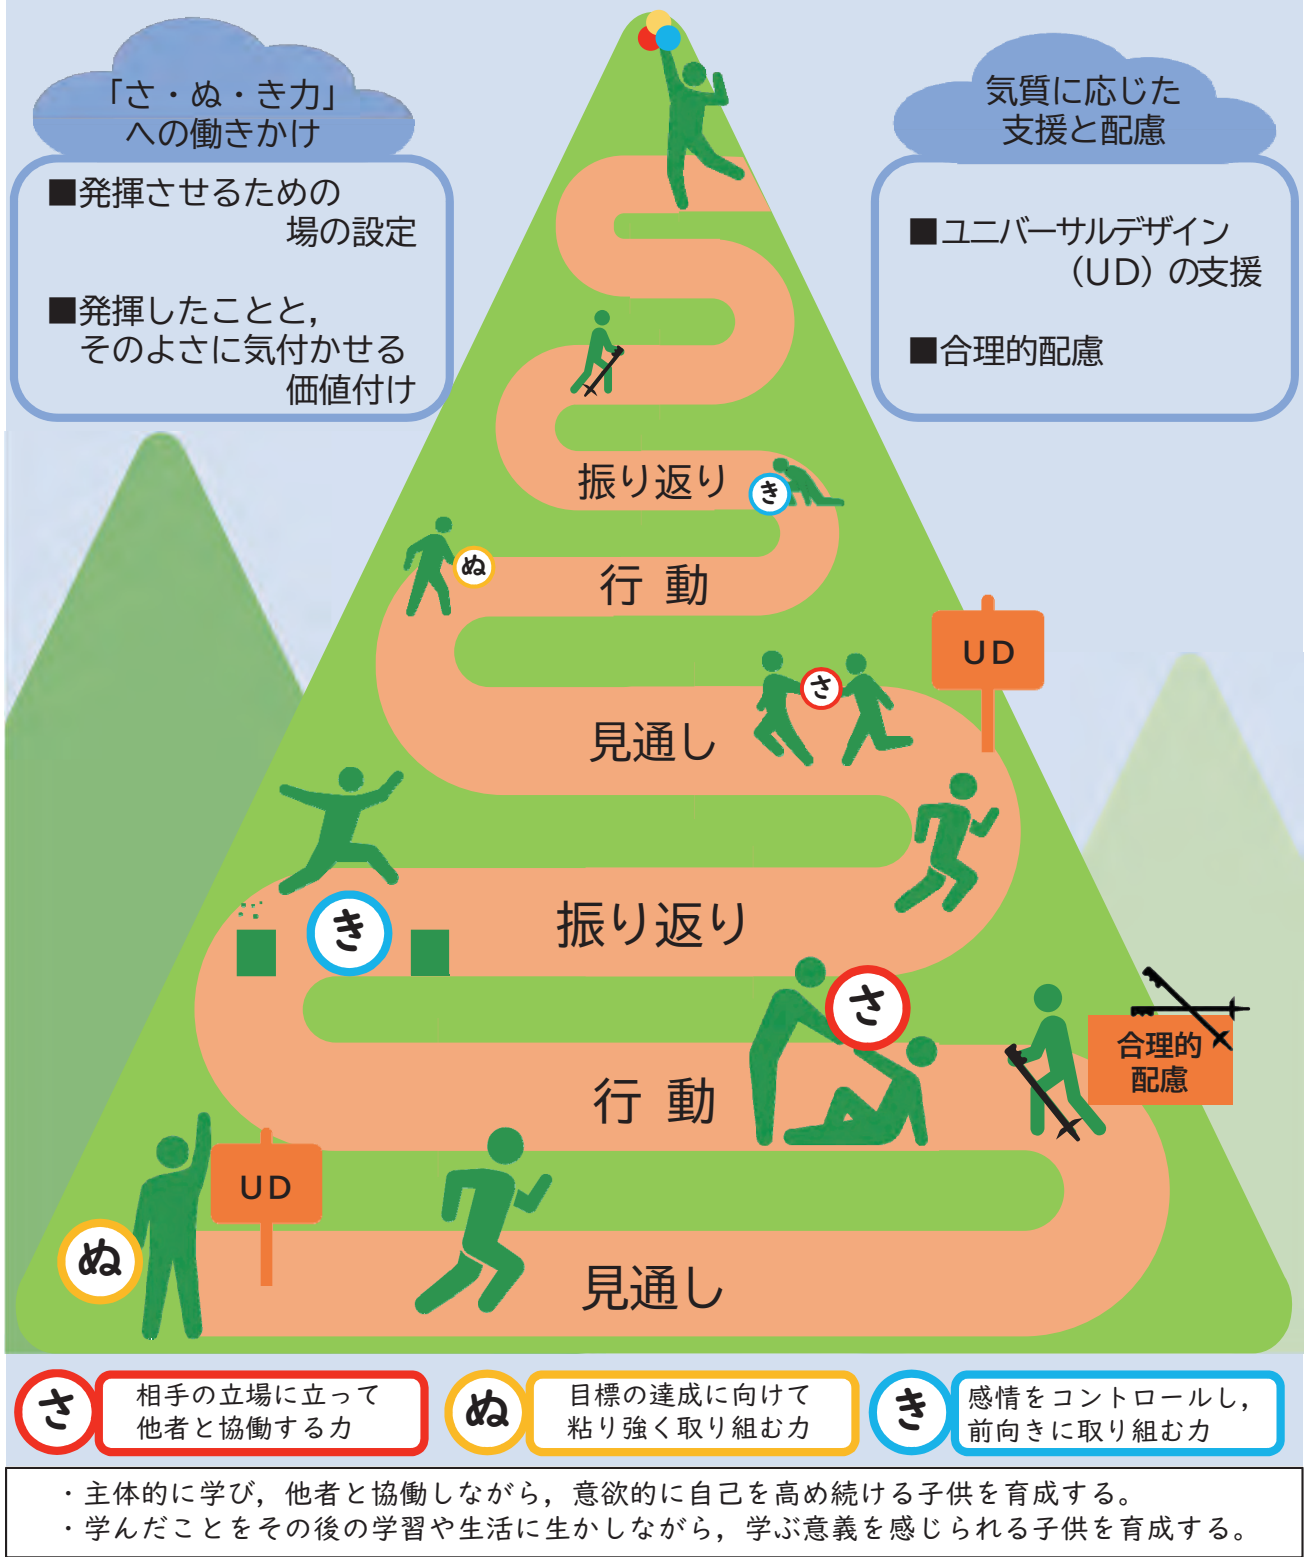 「さ・ぬ・き力」
への働きかけ
■発揮させるための
場の設定
■発揮したことと，
そのよさに気付かせる
価値付け
気質に応じた
支援と配慮
■ユニバーサルデザイン
（ＵＤ）の支援
■合理的配慮
振り返り
き
ぬ
行 動
UD
さ
見通し
き
振り返り
さ
合理的
配慮
行 動
UD
ぬ
見通し
さ
相手の立場に立って
他者と協働する力
ぬ
目標の達成に向けて
粘り強く取り組む力
き
感情をコントロールし，
前向きに取り組む力
・主体的に学び，他者と協働しながら，意欲的に自己を高め続ける子供を育成する。
・学んだことをその後の学習や生活に生かしながら，学ぶ意義を感じられる子供を育成する。